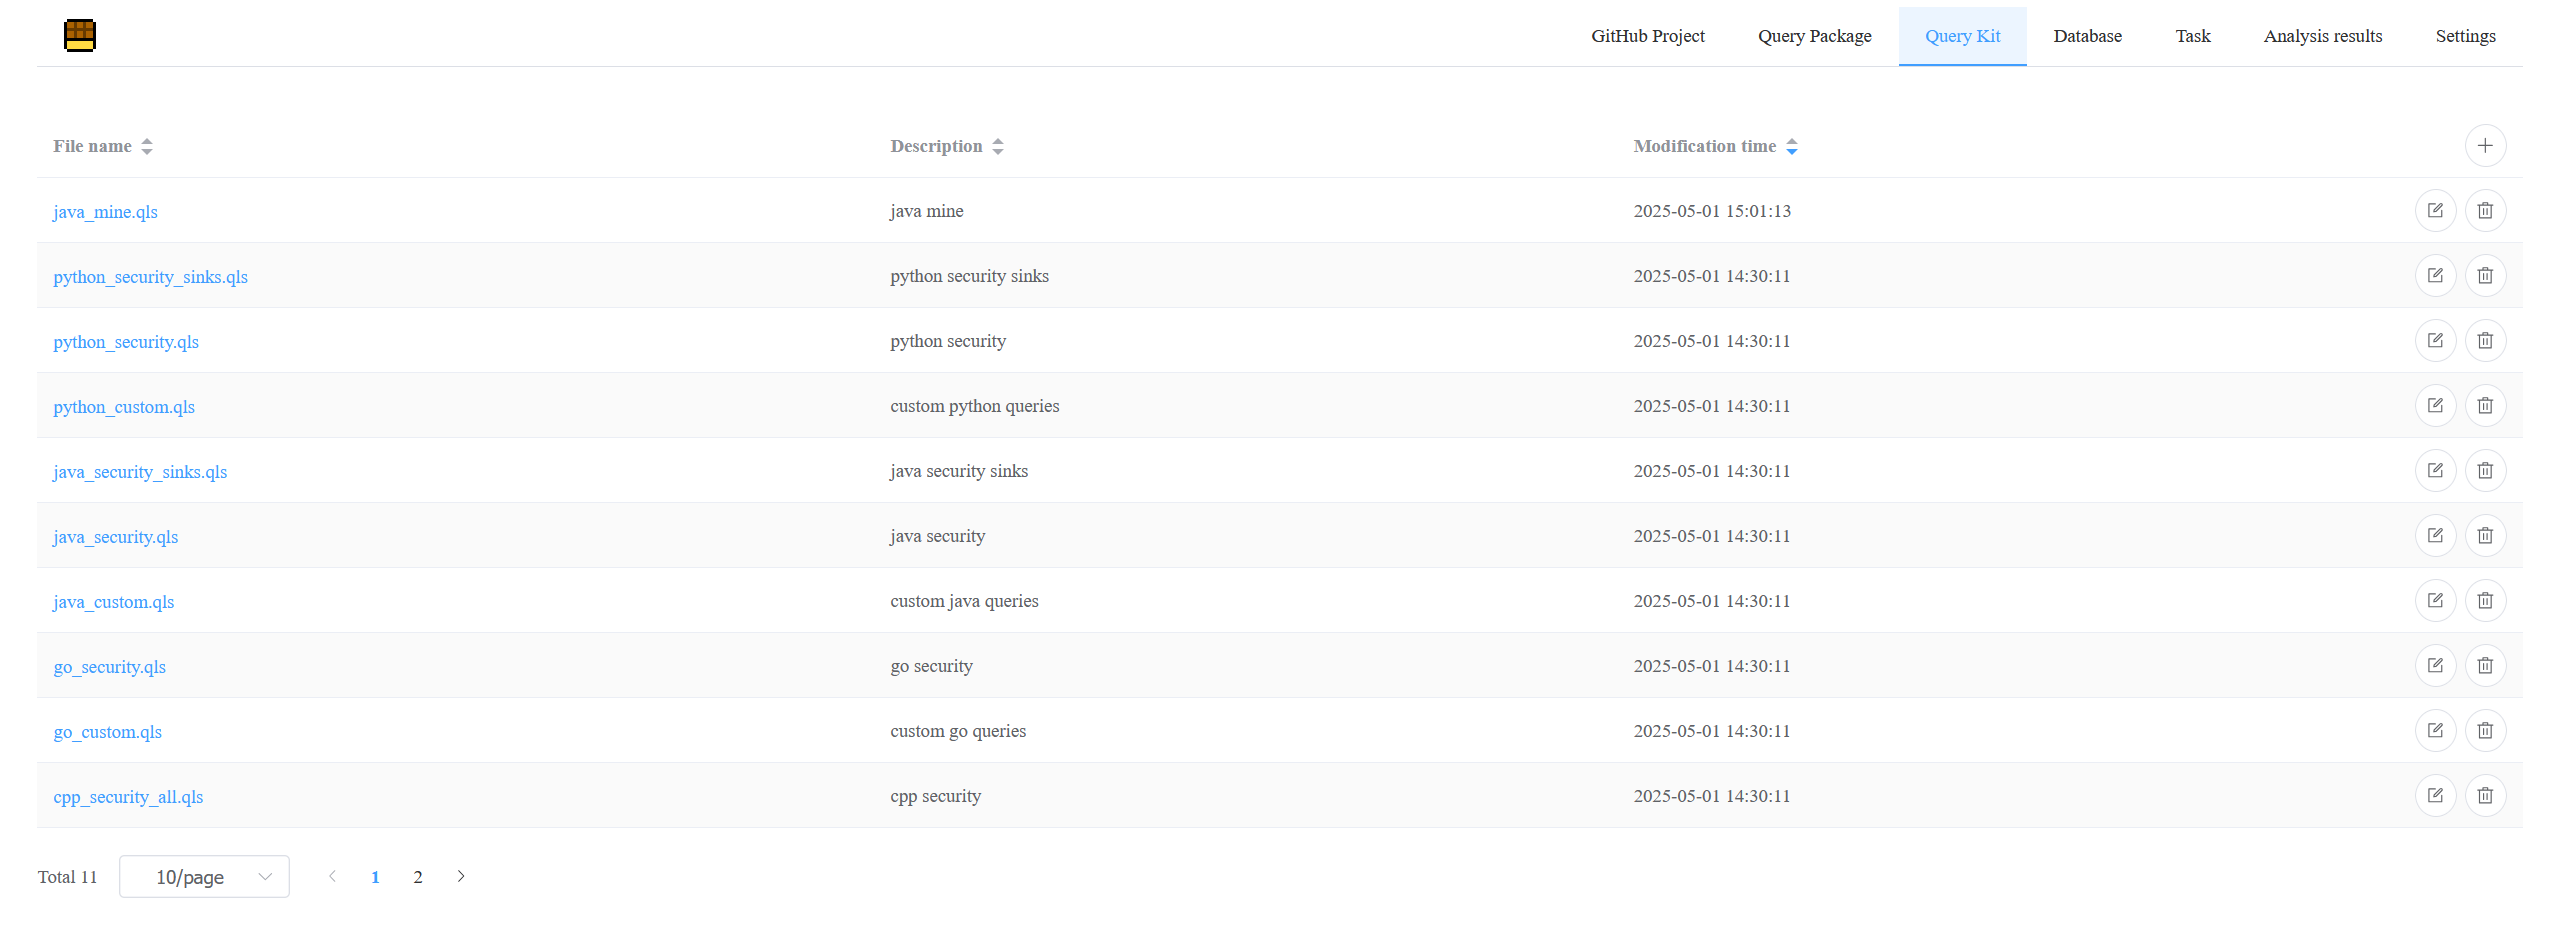 GitHub Project Query Package Query Kit Database Task Analysis results Settings
File name Description Modification time
java_mine.qls java mine 2025-05-01 15:01:13
python_security_sinks.qls python security sinks 2025-05-01 14:30:11
python_security.qls python security 2025-05-01 14:30:11
python_custom.qls custom python queries 2025-05-01 14:30:11
java_security_sinks.qls java security sinks 2025-05-01 14:30:11
java_security.qls java security 2025-05-01 14:30:11
java_custom.qls custom java queries 2025-05-01 14:30:11
go_security.qls go security 2025-05-01 14:30:11
go_custom.qls custom go queries 2025-05-01 14:30:11
cpp_security_all.qls cpp security 2025-05-01 14:30:11
Total 11 10/page 1 2